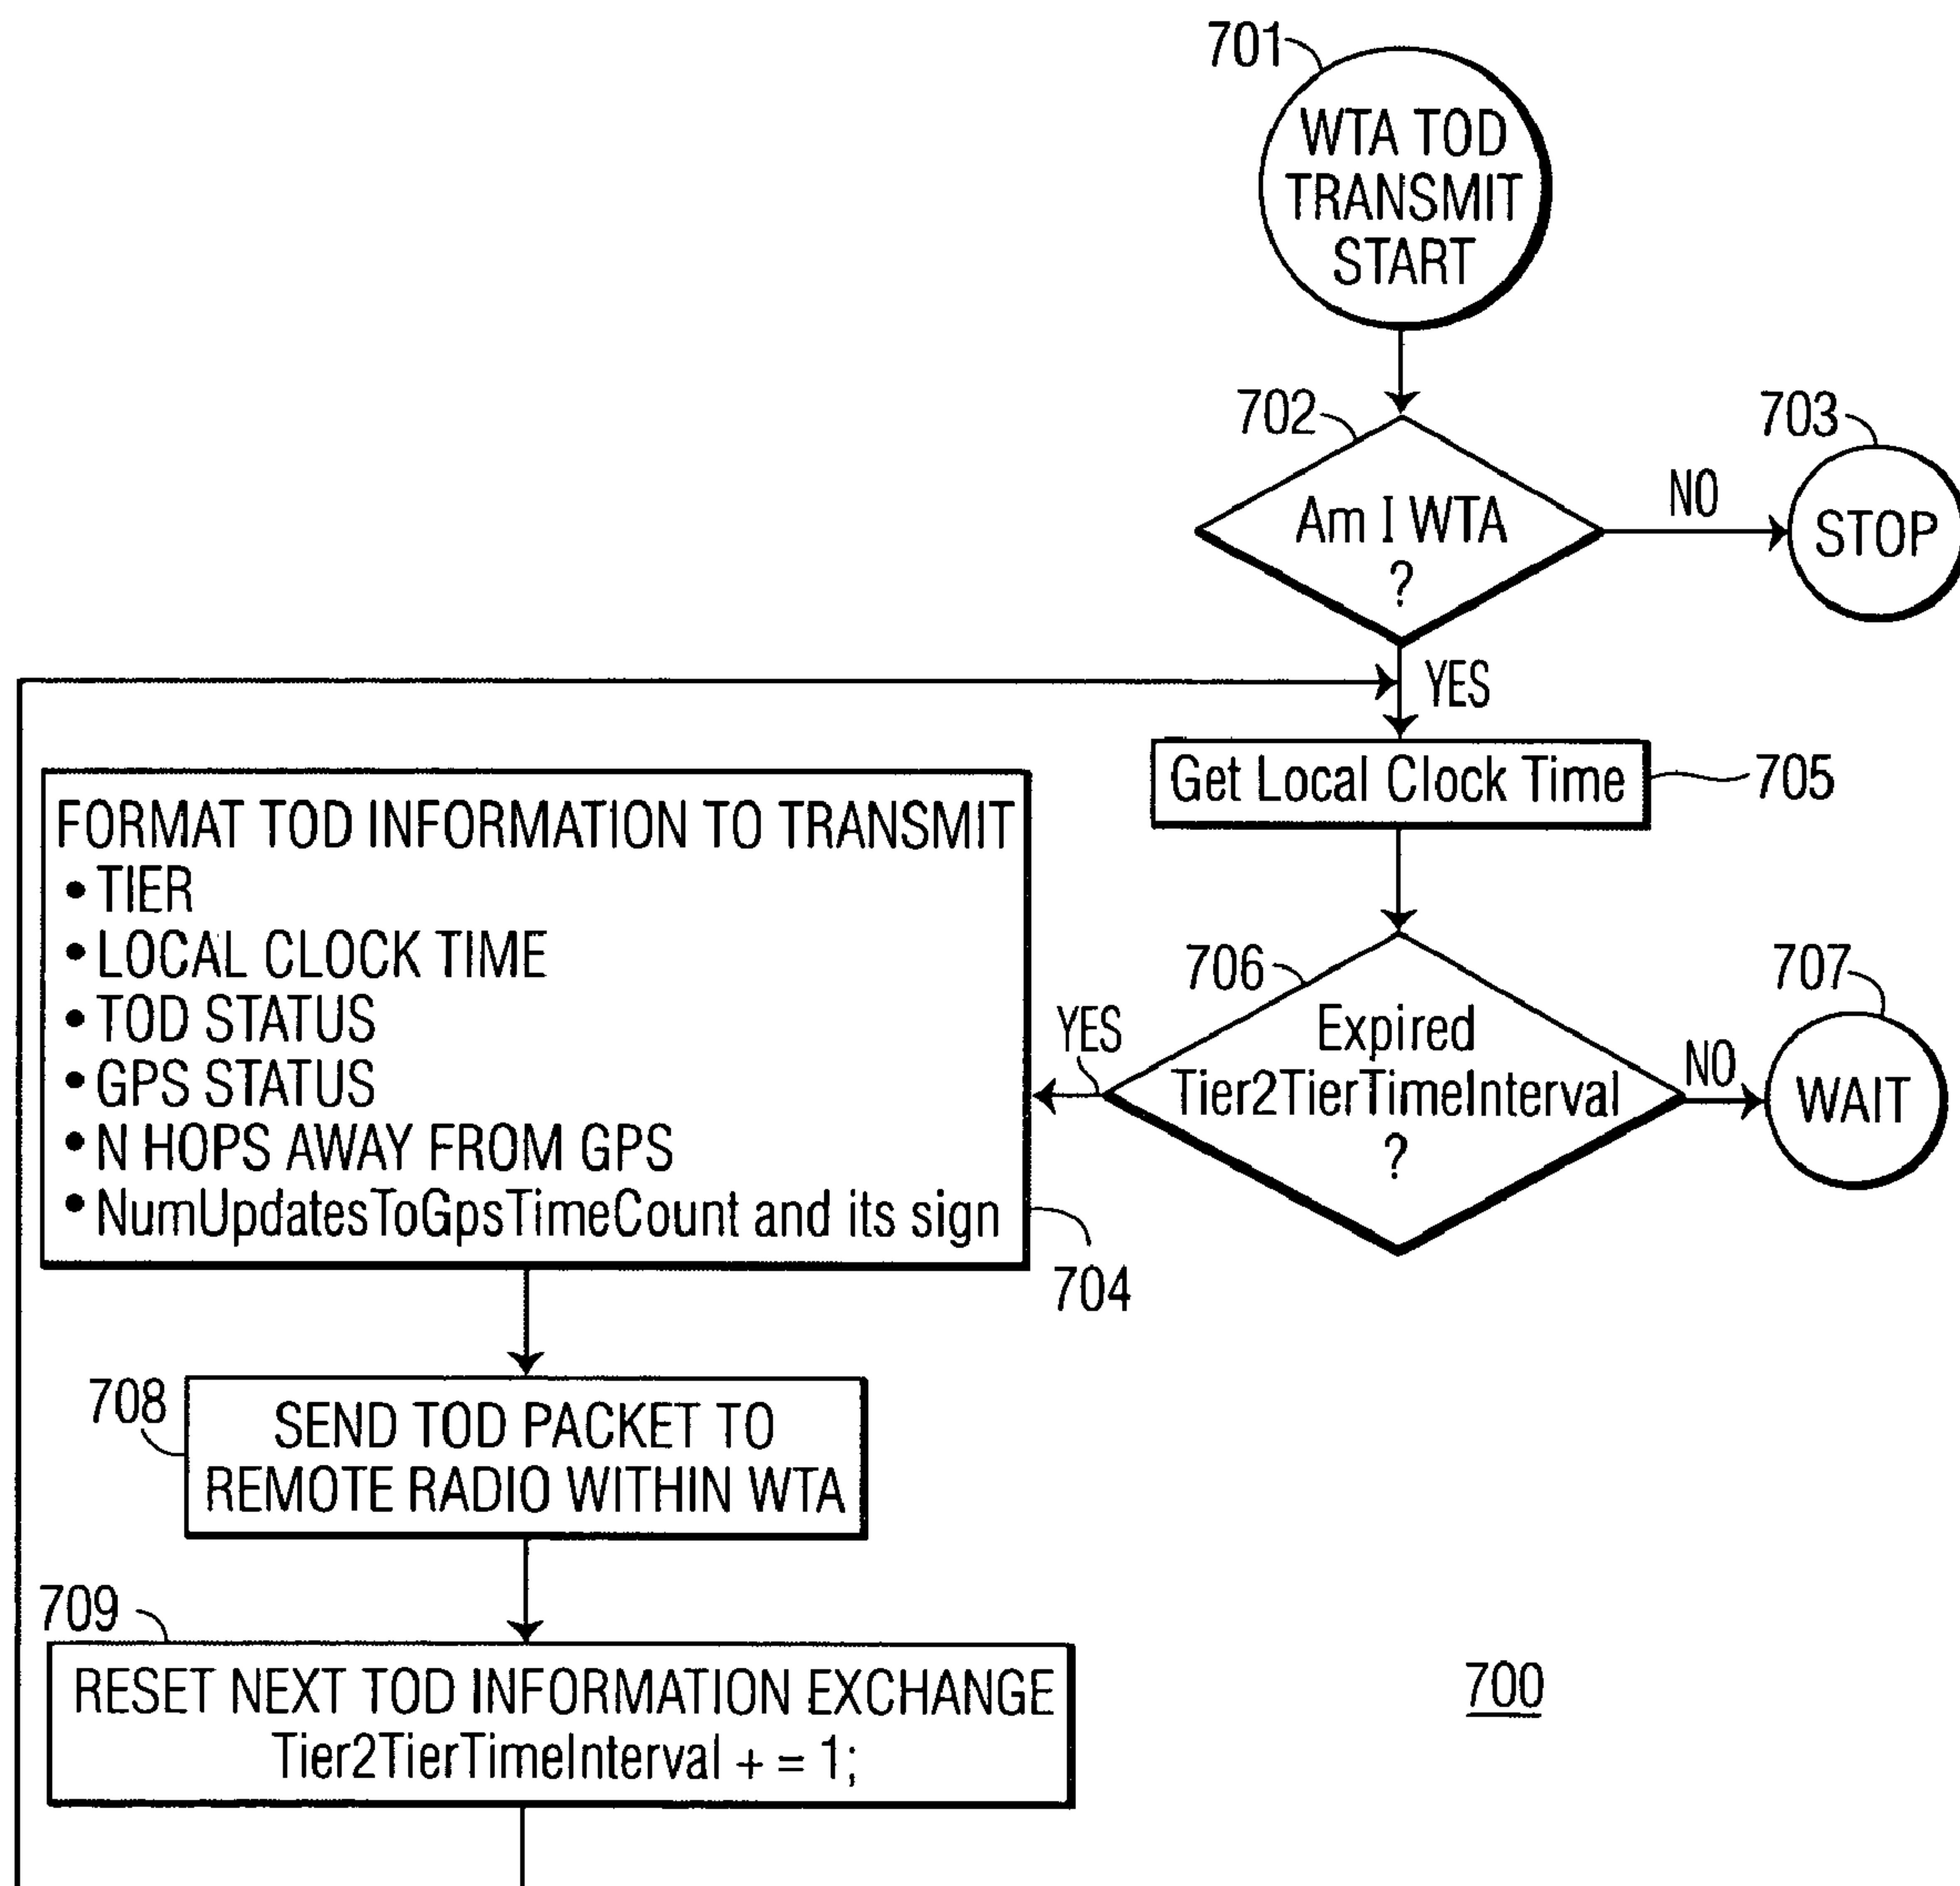 701
WTA TOD
TRANSMIT
START
702
Am I WTA
?
NO
703
STOP
YES
Get Local Clock Time
705
706
Expired
Tier2TierTimeInterval
?
NO
707
WAIT
YES
FORMAT TOD INFORMATION TO TRANSMIT
• TIER
• LOCAL CLOCK TIME
• TOD STATUS
• GPS STATUS
• N HOPS AWAY FROM GPS
• NumUpdatesToGpsTimeCount and its sign
704
708
SEND TOD PACKET TO
REMOTE RADIO WITHIN WTA
709
RESET NEXT TOD INFORMATION EXCHANGE
Tier2TierTimeInterval + = 1;
700